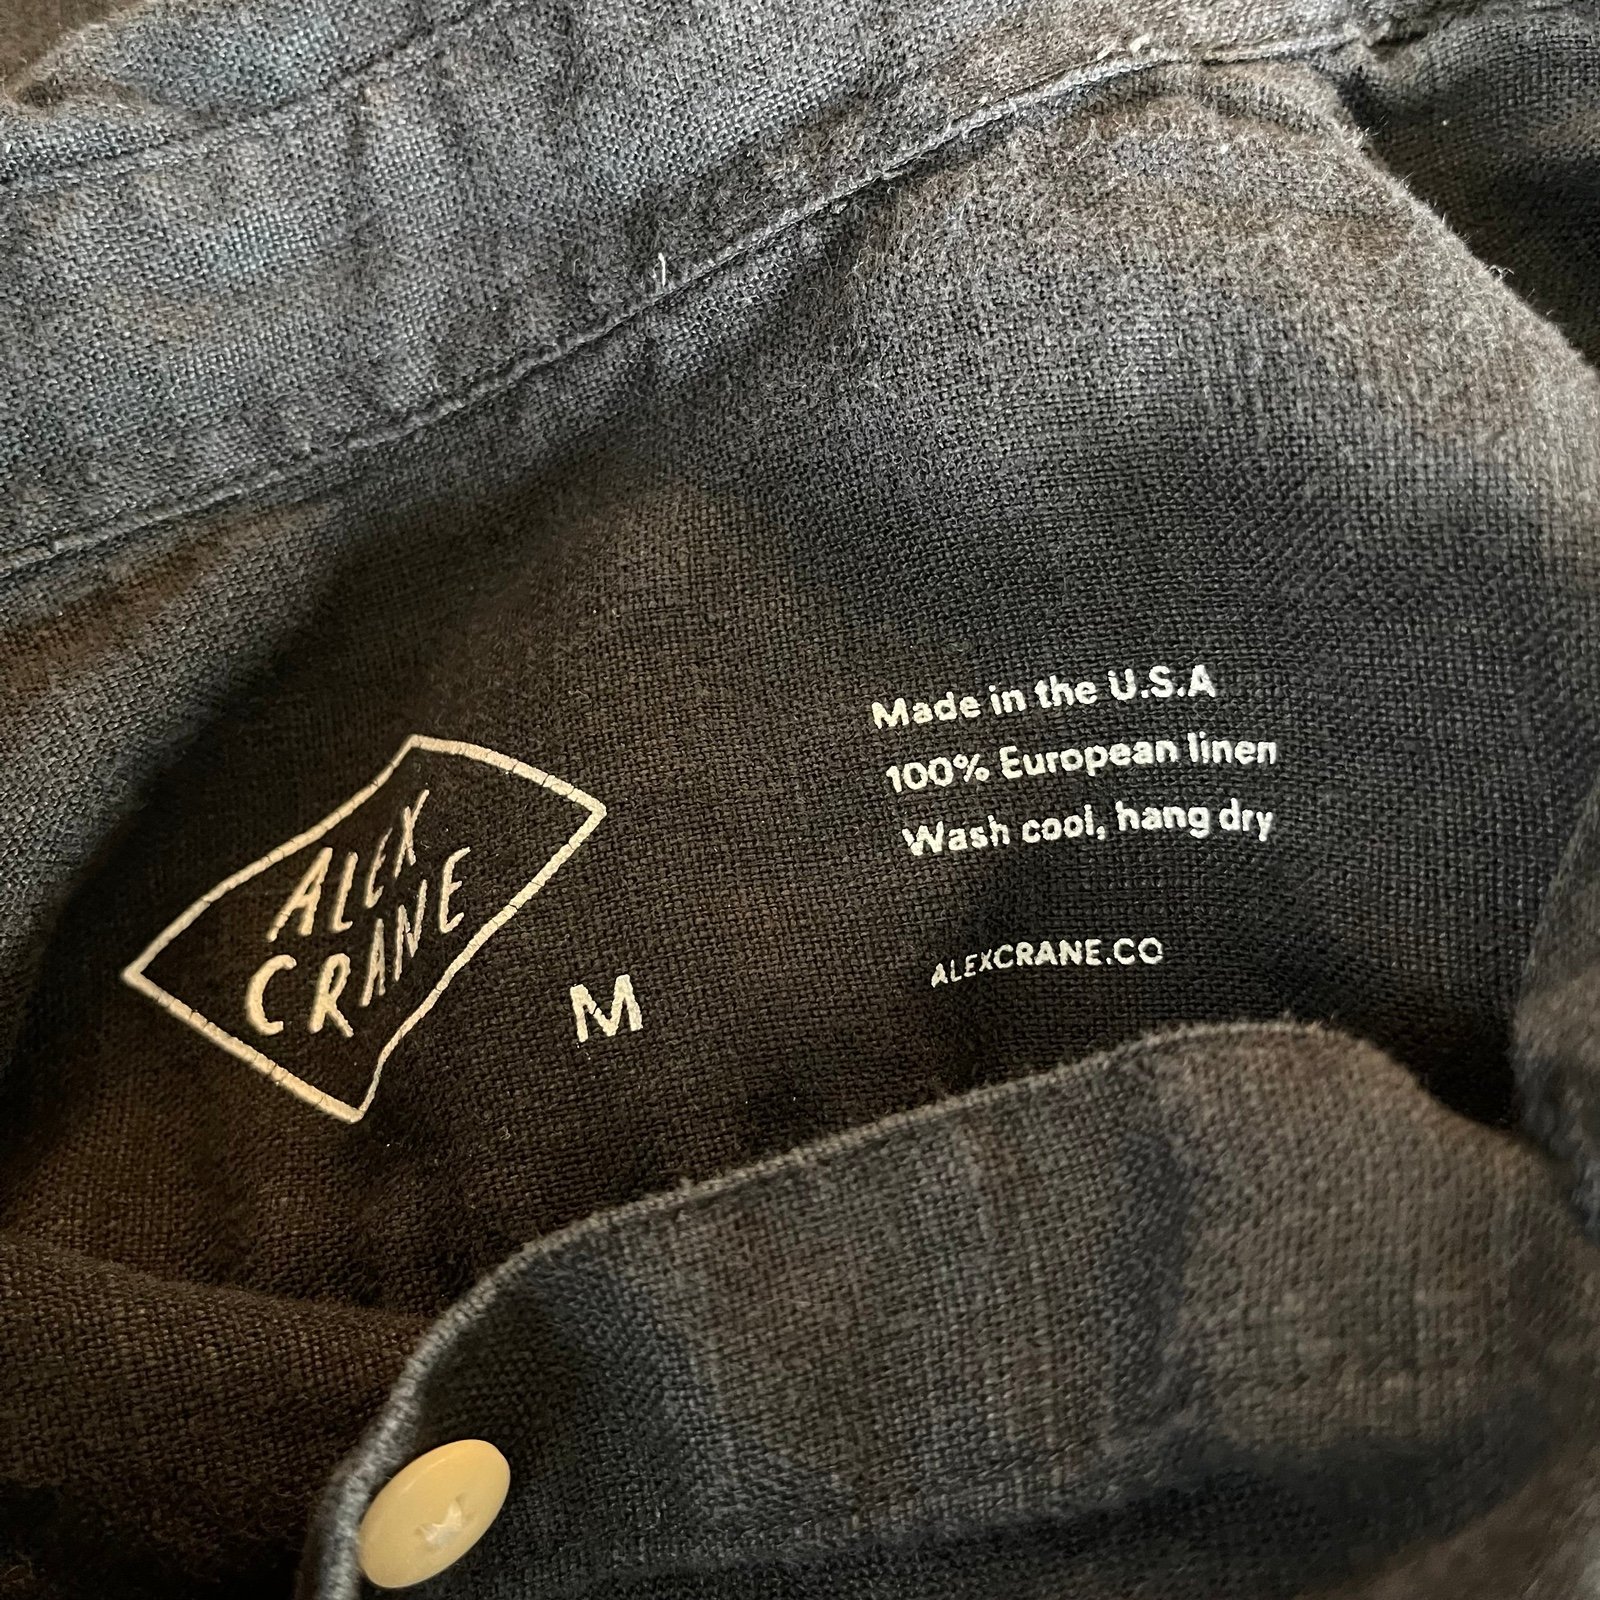 ALEX
CRANE
M
Made in the U.S.A
100% European linen
Wash cool, hang dry
ALEXCRANE.CO